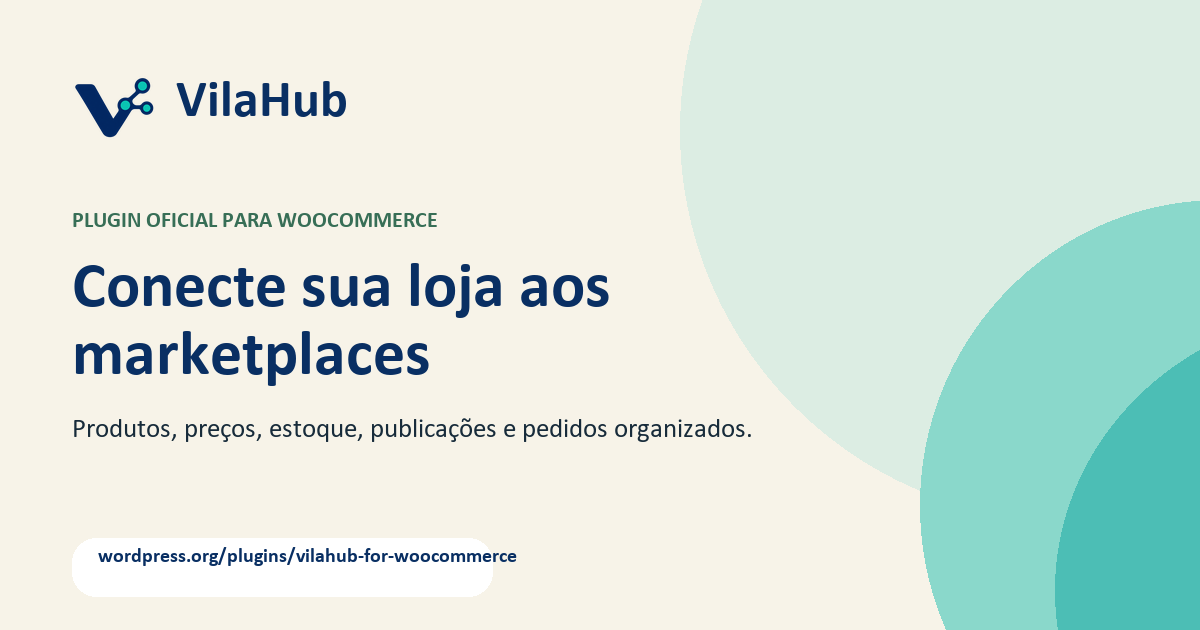 VilaHub
PLUGIN OFICIAL PARA WOOCOMMERCE
Conecte sua loja aos
marketplaces
Produtos, preços, estoque, publicações e pedidos organizados.
wordpress.org/plugins/vilahub-for-woocommerce